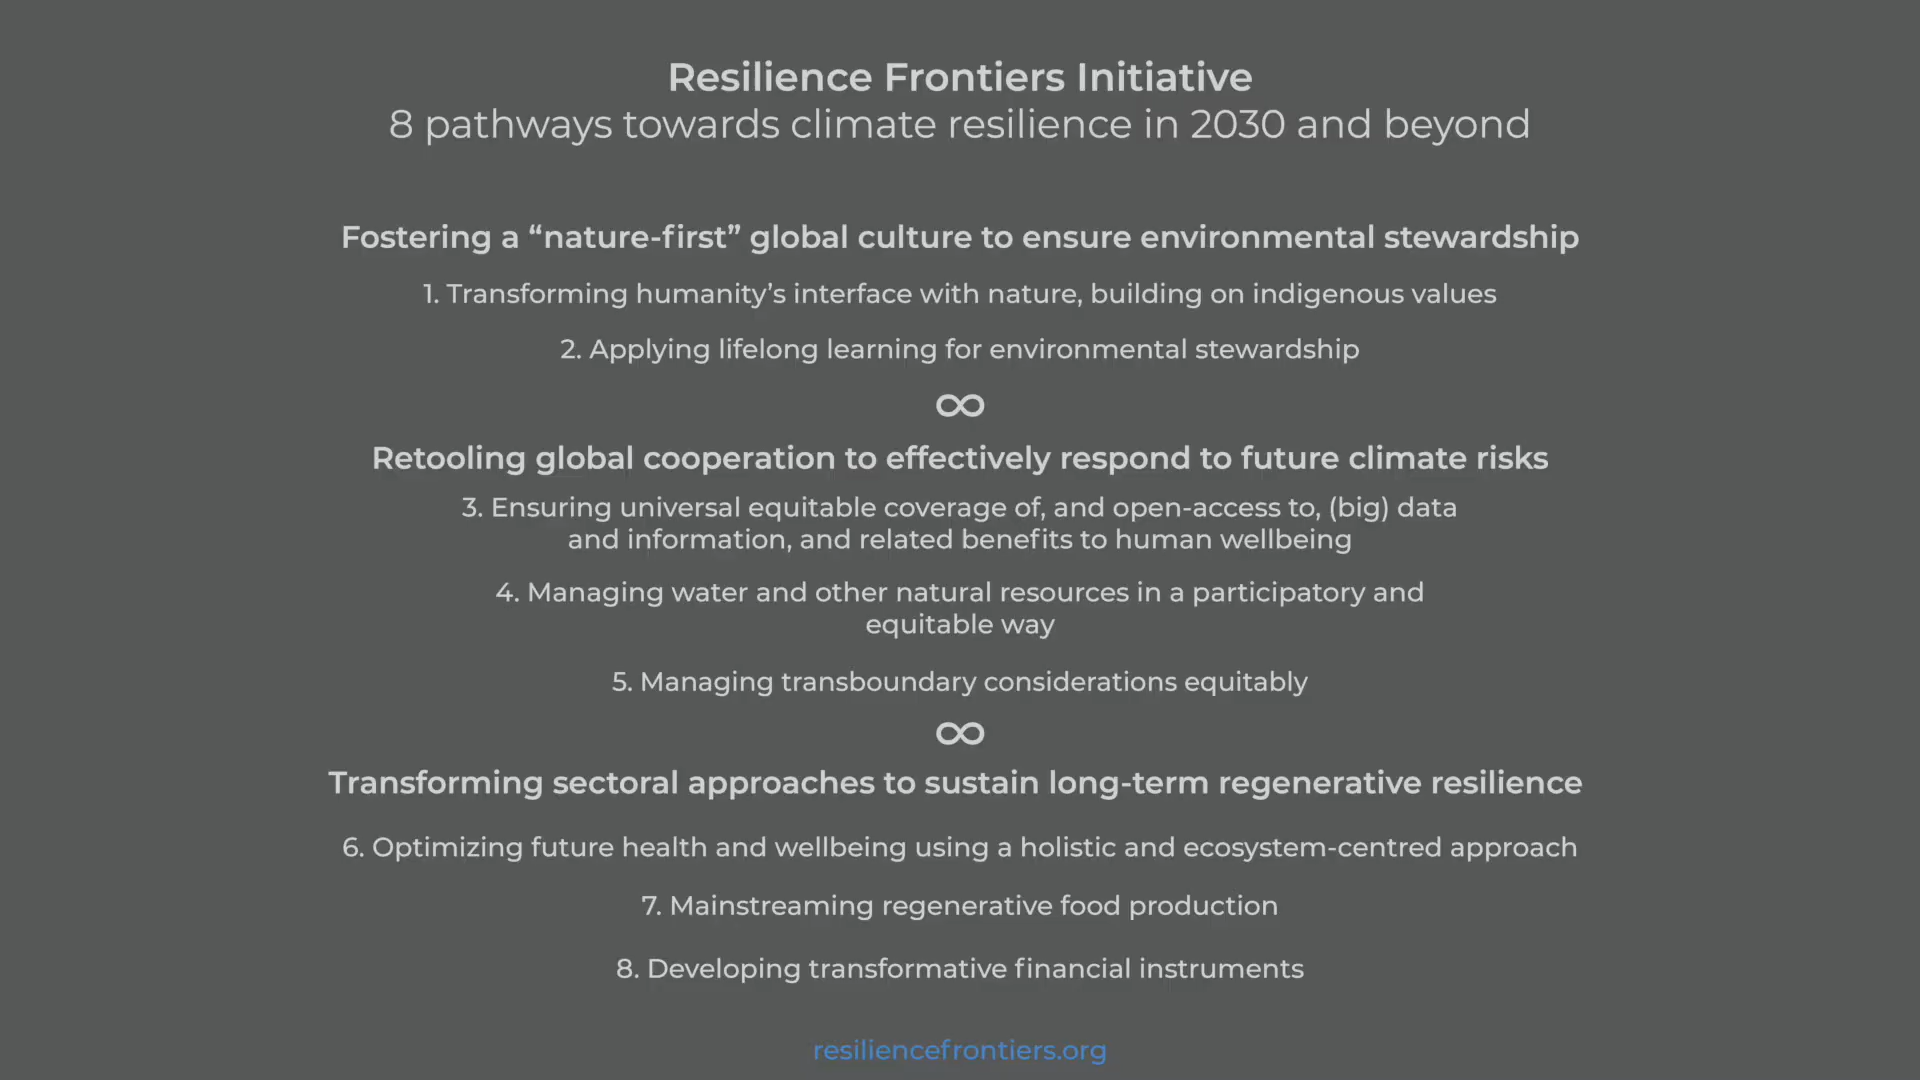 Resilience Frontiers Initiative
8 pathways towards climate resilience in 2030 and beyond
Fostering a “nature-first” global culture to ensure environmental stewardship
1. Transforming humanity’s interface with nature, building on indigenous values
2. Applying lifelong learning for environmental stewardship
∞
Retooling global cooperation to effectively respond to future climate risks
3. Ensuring universal equitable coverage of, and open-access to, (big) data
and information, and related benefits to human wellbeing
4. Managing water and other natural resources in a participatory and
equitable way
5. Managing transboundary considerations equitably
∞
Transforming sectoral approaches to sustain long-term regenerative resilience
6. Optimizing future health and wellbeing using a holistic and ecosystem-centred approach
7. Mainstreaming regenerative food production
8. Developing transformative financial instruments
resiliencefrontiers.org